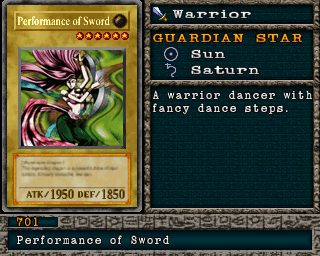 Performance of Sword
ATK/1950 DEF/1850
Warrior
GUARDIAN STAR
Sun
Saturn
A warrior dancer with
fancy dance steps.
701
Performance of Sword